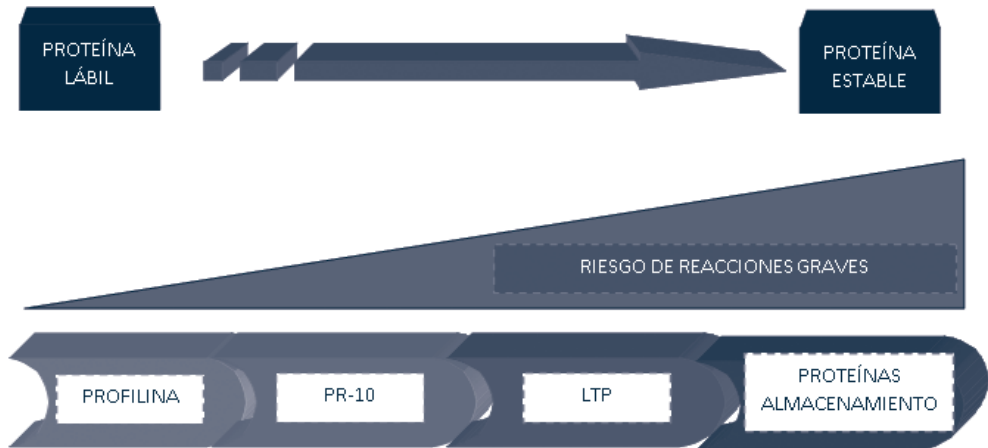 PROTEÍNA
LÁBIL
PROTEÍNA
ESTABLE
RIESGO DE REACCIONES GRAVES
PROFILINA
PR-10
LTP
PROTEÍNAS
ALMACENAMIENTO